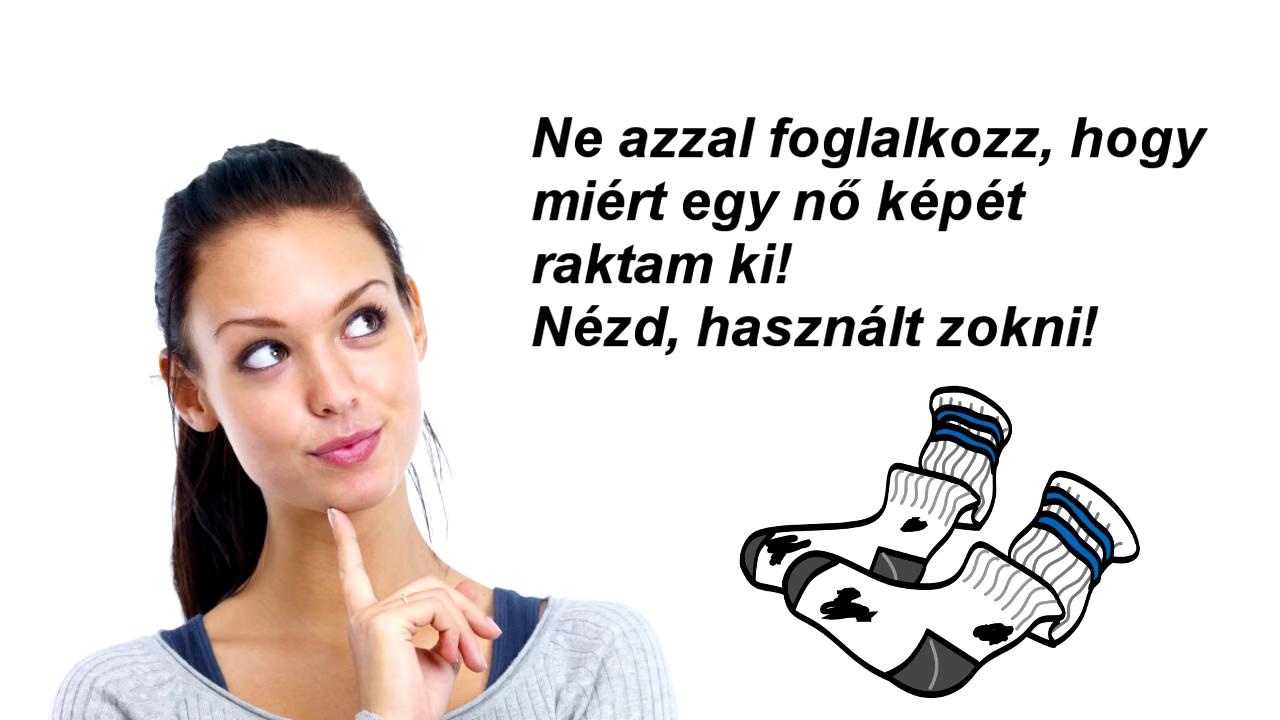 Ne azzal foglalkozz, hogy
miért egy nő képét
raktam ki!
Nézd, használt zokni!